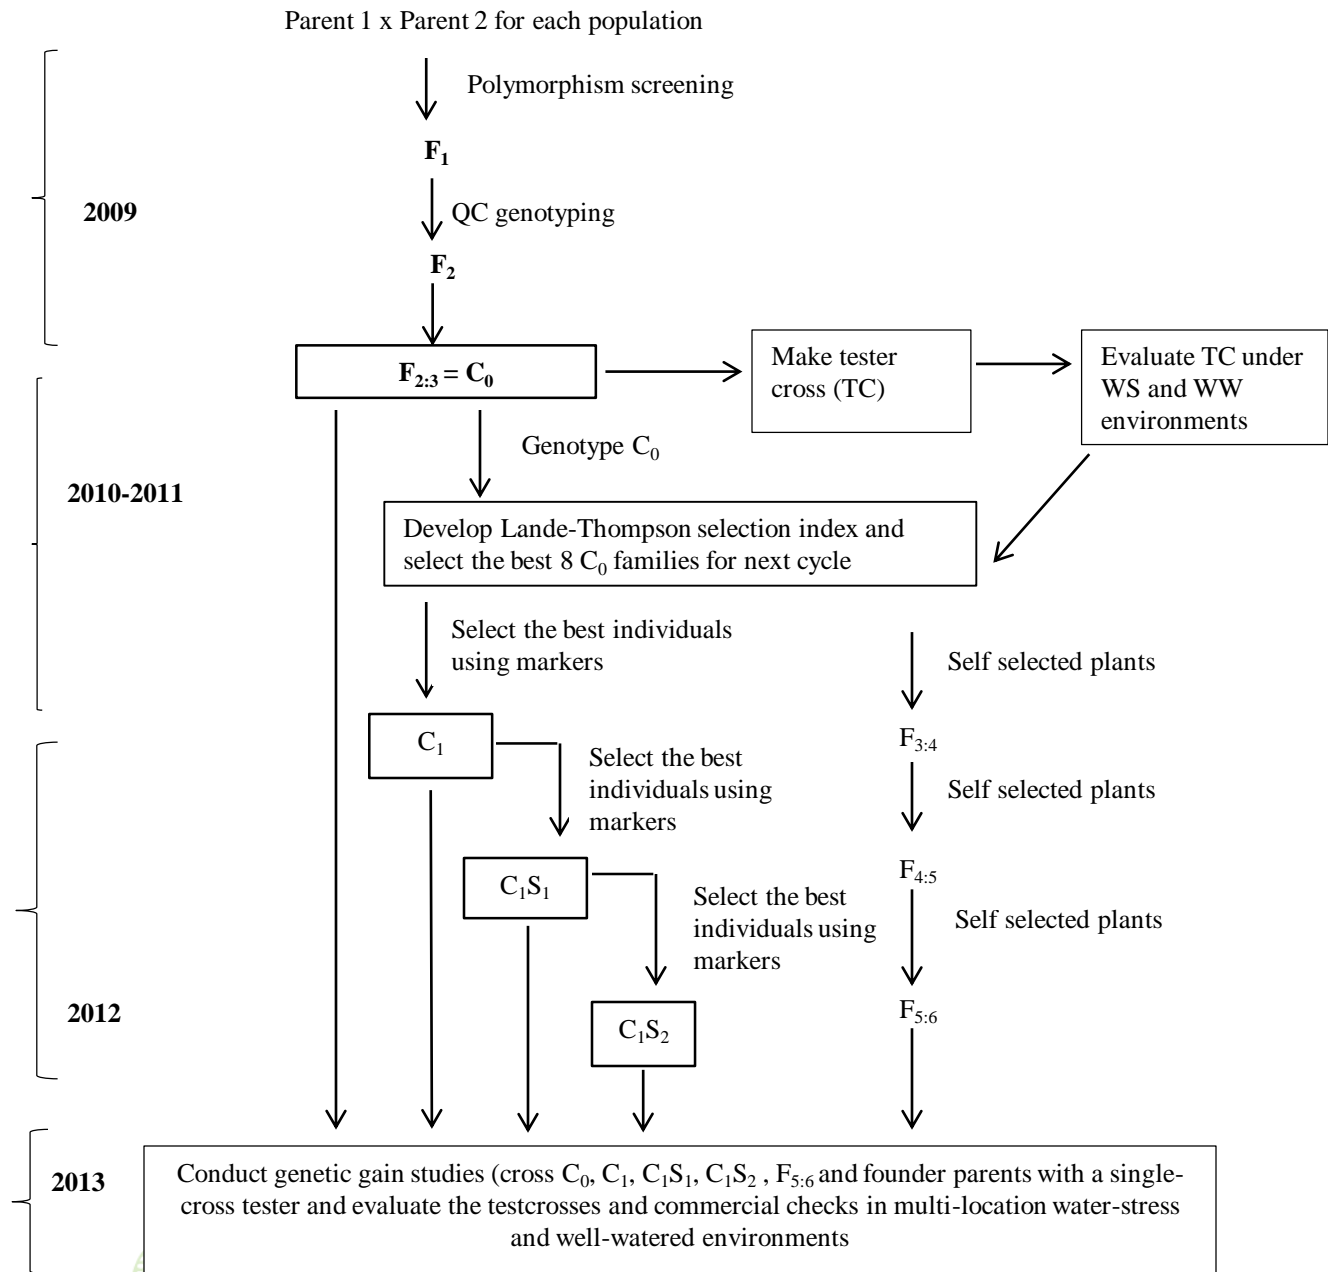 Parent 1 x Parent 2 for each population
Polymorphism screening
F₁
2009
QC genotyping
F₂
F₂:₃ = C₀
Make tester
cross (TC)
Evaluate TC under
WS and WW
environments
Genotype C₀
2010-2011
Develop Lande-Thompson selection index and
select the best 8 C₀ families for next cycle
Select the best individuals
using markers
Self selected plants
C₁
F₃:₄
Select the best
individuals using
markers
Self selected plants
C₁S₁
F₄:₅
Select the best
individuals using
markers
Self selected plants
2012
C₁S₂
F₅:₆
2013
Conduct genetic gain studies (cross C₀, C₁, C₁S₁, C₁S₂ , F₅:₆ and founder parents with a single-
cross tester and evaluate the testcrosses and commercial checks in multi-location water-stress
and well-watered environments